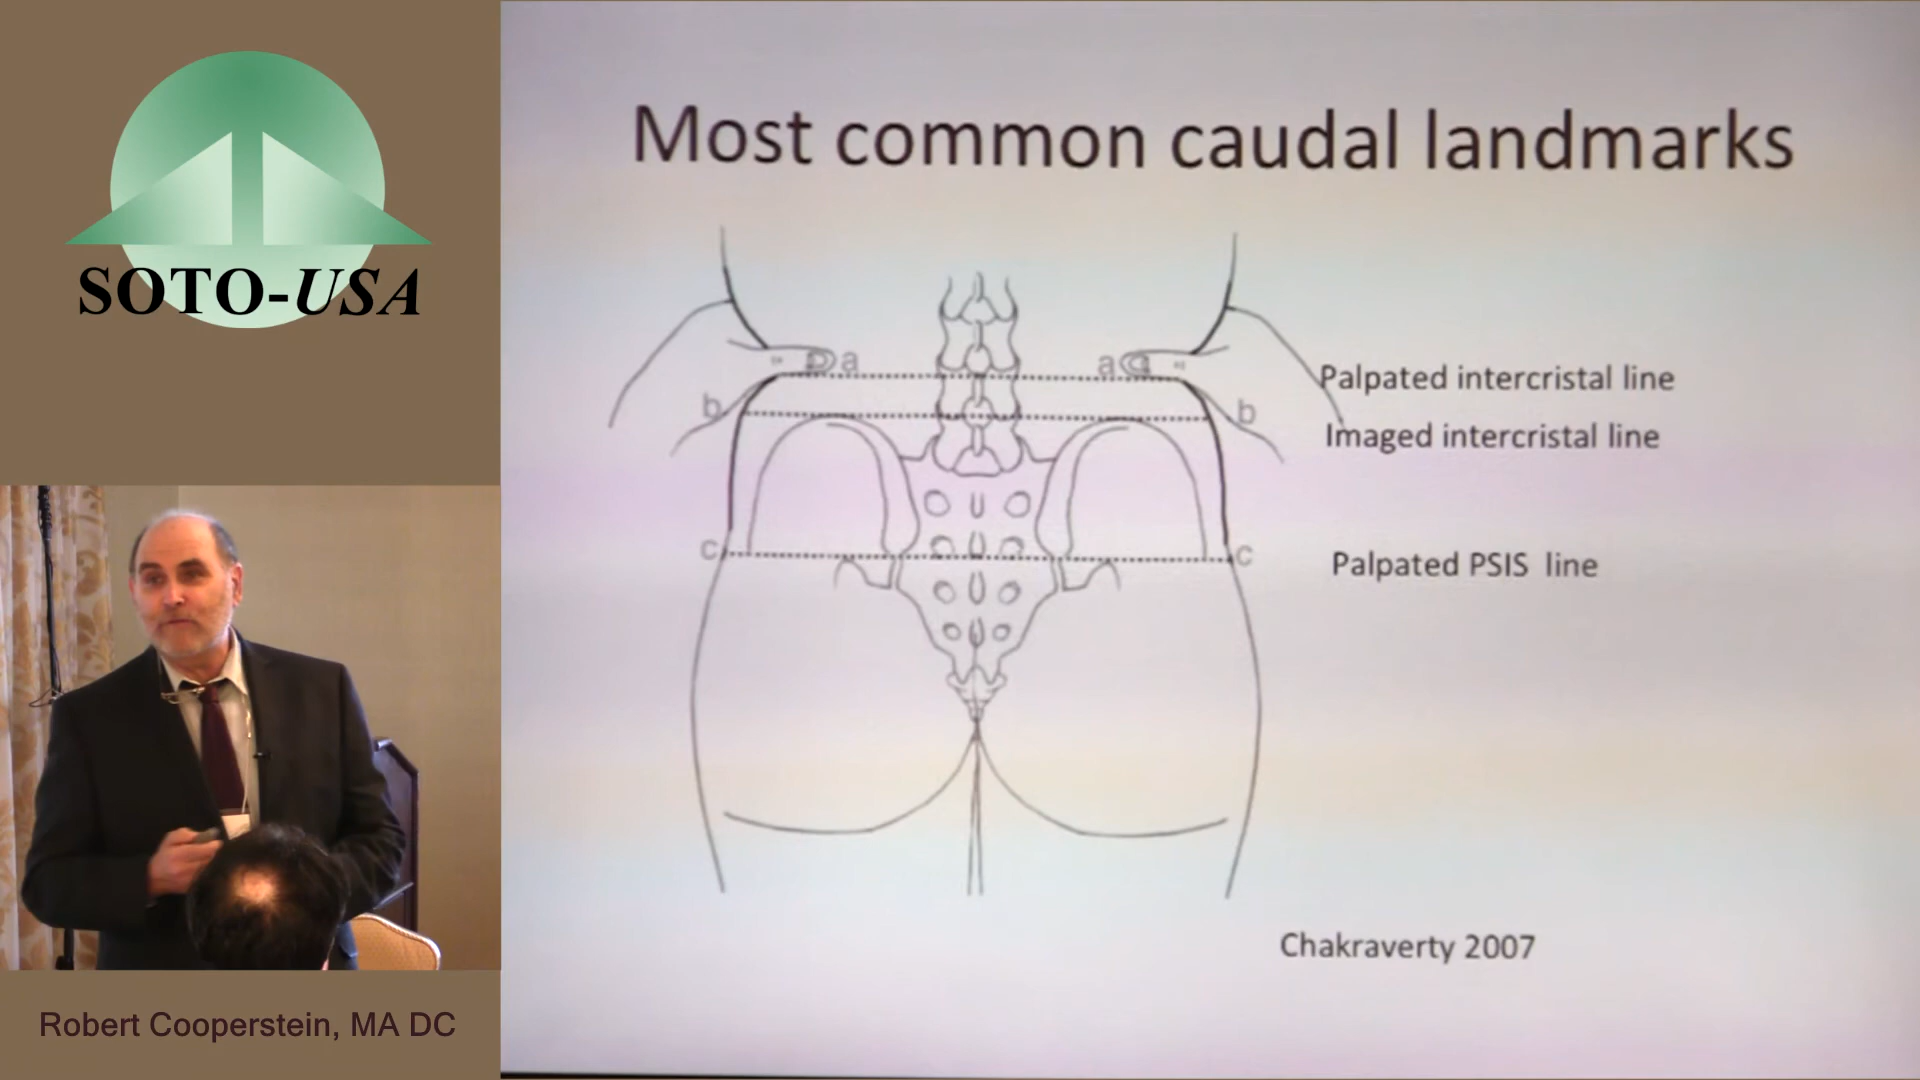 SOTO-USA
Robert Cooperstein, MA DC
Most common caudal landmarks
a
a
Palpated intercristal line
b
b
Imaged intercristal line
c
c
Palpated PSIS line
Chakraverty 2007